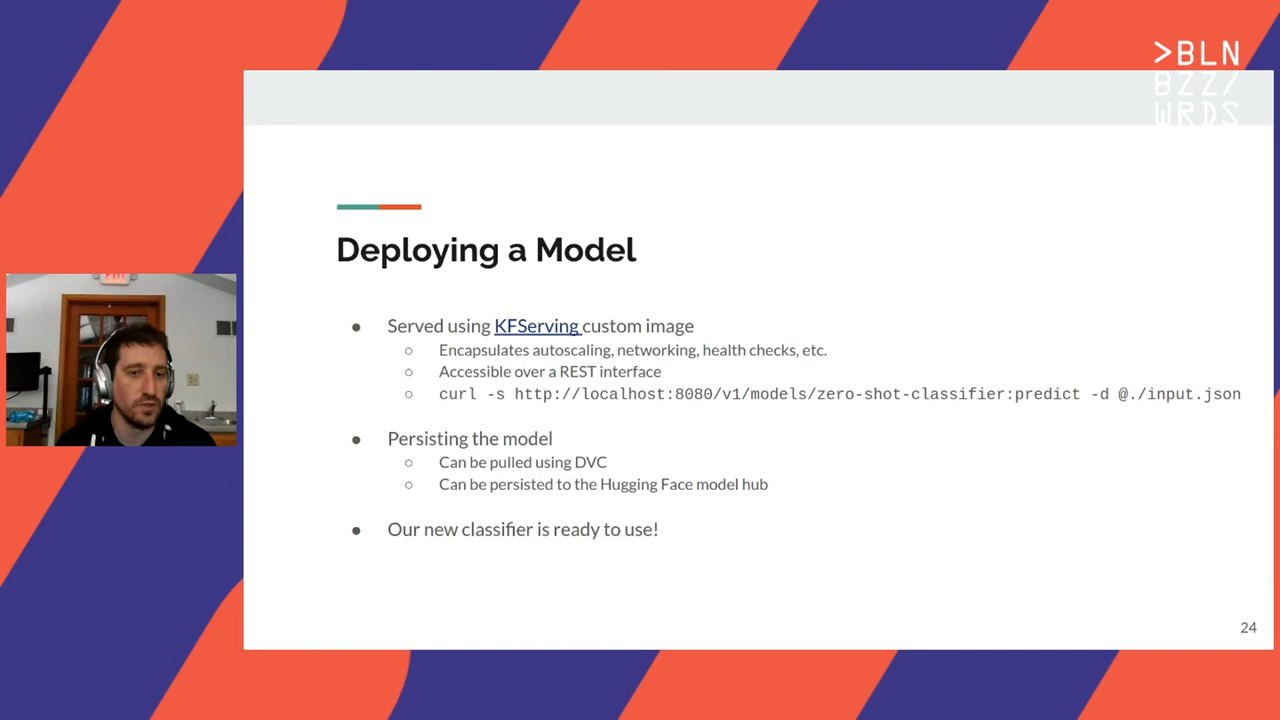 >BLN
BZZ/
WRDS
Deploying a Model
● Served using KFServing custom image
○ Encapsulates autoscaling, networking, health checks, etc.
○ Accessible over a REST interface
○ curl -s http://localhost:8080/v1/models/zero-shot-classifier:predict -d @./input.json
● Persisting the model
○ Can be pulled using DVC
○ Can be persisted to the Hugging Face model hub
● Our new classifier is ready to use!
24